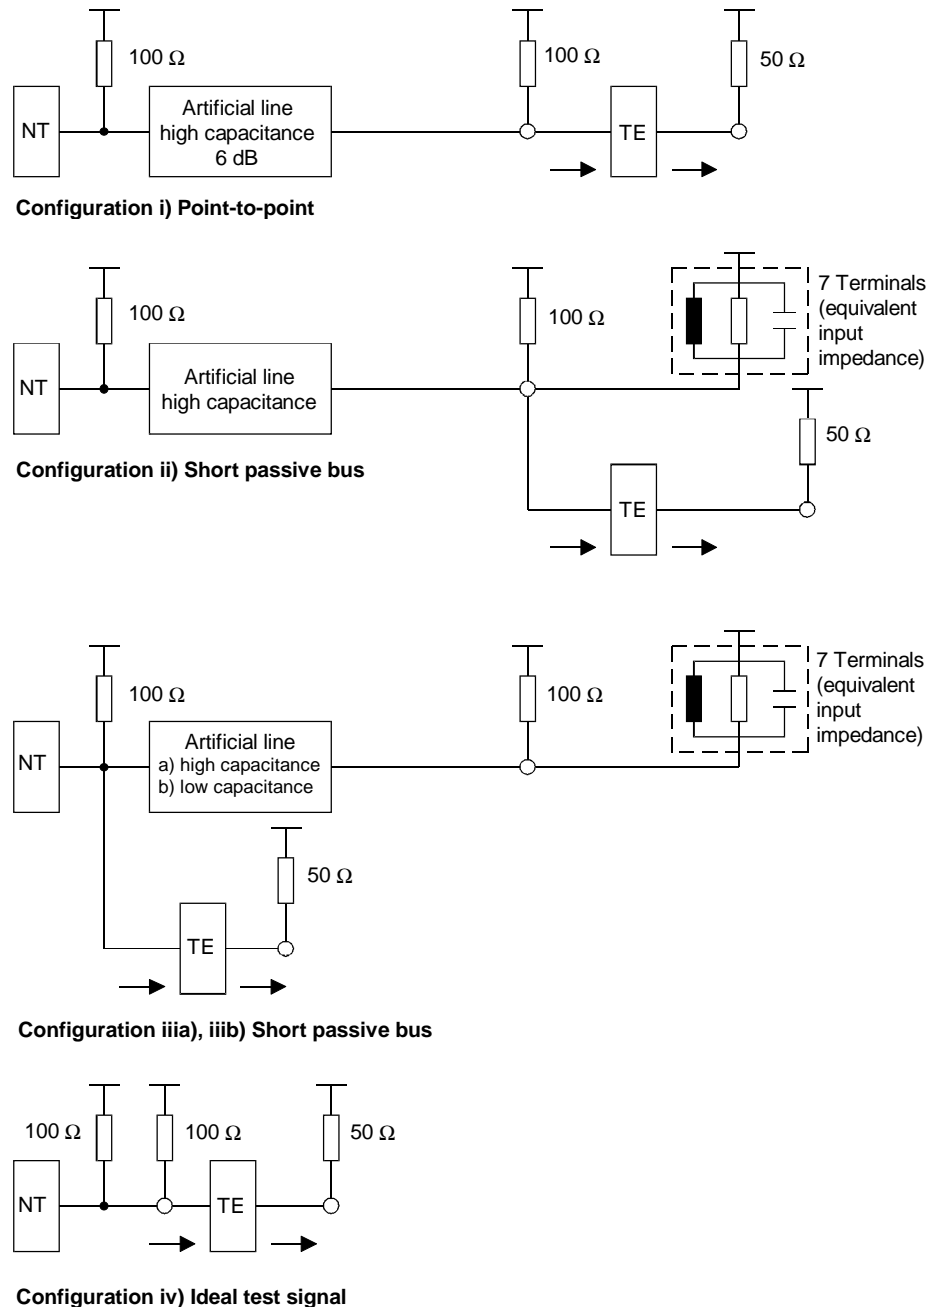 100 Ω
100 Ω
50 Ω
NT
Artificial line
high capacitance
6 dB
TE
Configuration i) Point-to-point
7 Terminals
(equivalent
input
impedance)
100 Ω
100 Ω
NT
Artificial line
high capacitance
50 Ω
Configuration ii) Short passive bus
TE
7 Terminals
(equivalent
input
impedance)
100 Ω
100 Ω
NT
Artificial line
a) high capacitance
b) low capacitance
50 Ω
TE
Configuration iiia), iiib) Short passive bus
100 Ω
100 Ω
50 Ω
NT
TE
Configuration iv) Ideal test signal